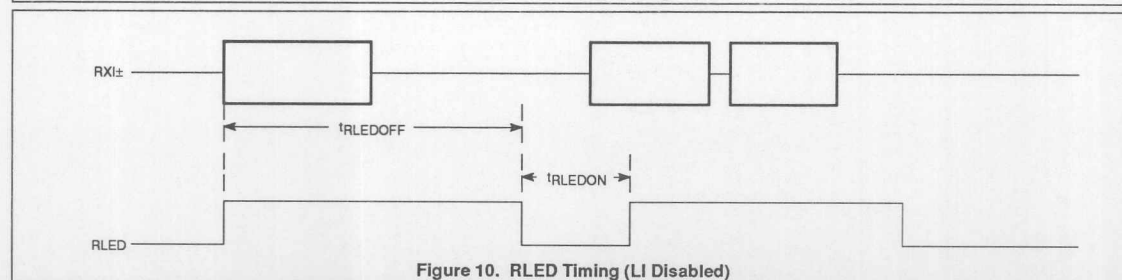 RXI±
tRLEDOFF
tRLEDON
RLED
Figure 10. RLED Timing (LI Disabled)